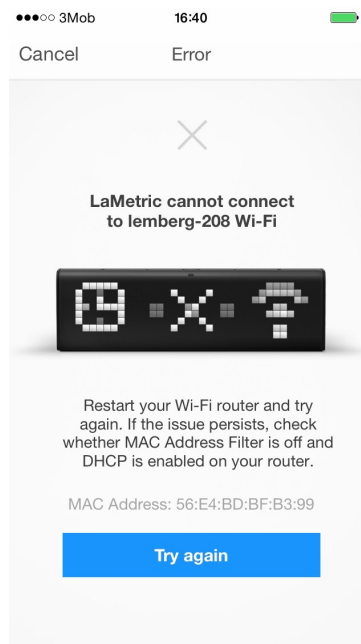 3Mob 16:40
Cancel Error
LaMetric cannot connect
to lemberg-208 Wi-Fi
Restart your Wi-Fi router and try
again. If the issue persists, check
whether MAC Address Filter is off and
DHCP is enabled on your router.
MAC Address: 56:E4:BD:BF:B3:99
Try again